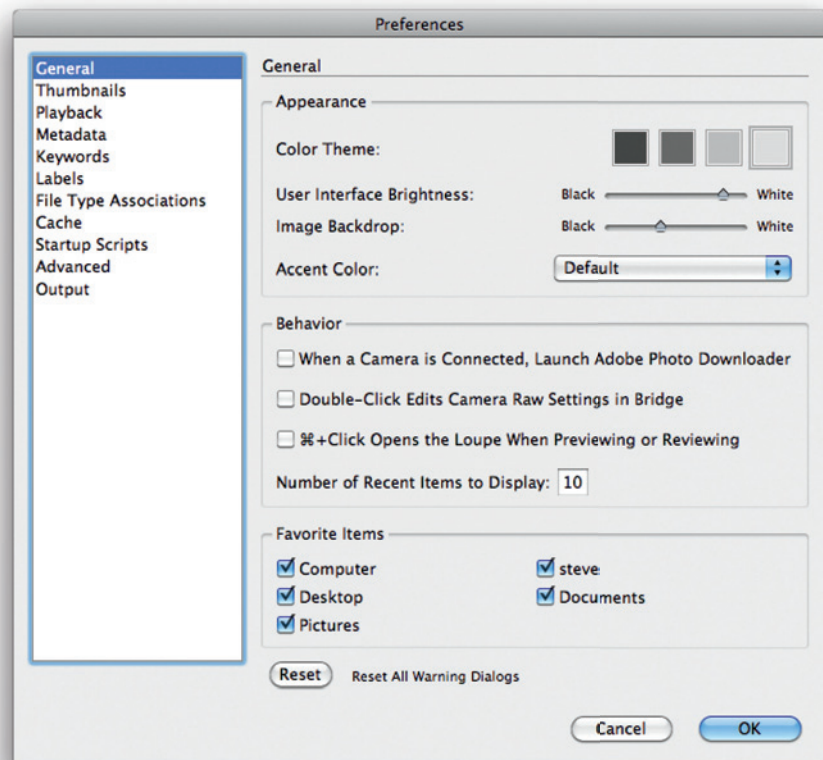 Preferences
General
Thumbnails
Playback
Metadata
Keywords
Labels
File Type Associations
Cache
Startup Scripts
Advanced
Output
General
Appearance
Color Theme:
User Interface Brightness: Black White
Image Backdrop: Black White
Accent Color: Default
Behavior
When a Camera is Connected, Launch Adobe Photo Downloader
Double-Click Edits Camera Raw Settings in Bridge
⌘+Click Opens the Loupe When Previewing or Reviewing
Number of Recent Items to Display: 10
Favorite Items
Computer steve
Desktop Documents
Pictures
Reset Reset All Warning Dialogs
Cancel OK